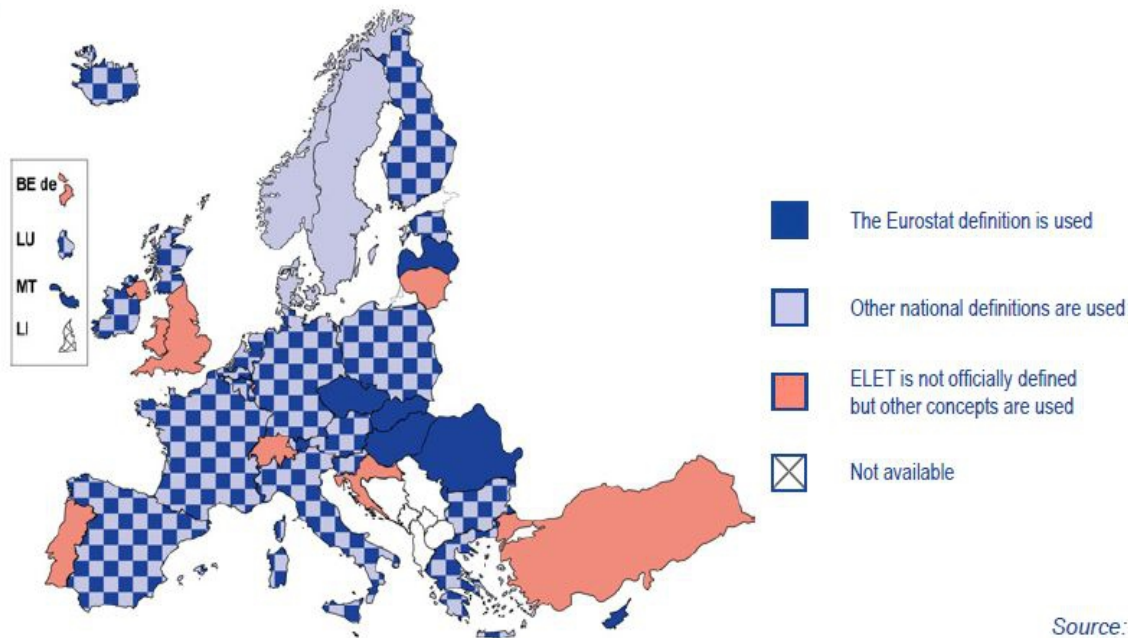 BE de
LU
MT
LI
The Eurostat definition is used
Other national definitions are used
ELET is not officially defined
but other concepts are used
Not available
Source: